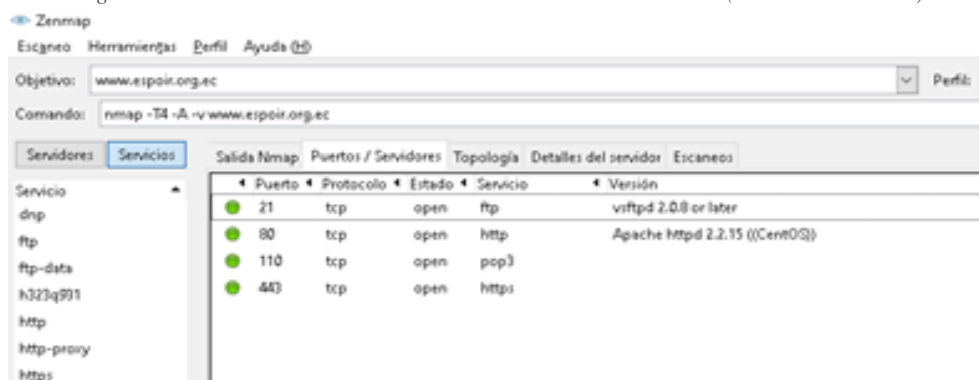 Zenmap
Escaneo Herramientas Perfil Ayuda (H)
Objetivo: www.espoir.org.ec Perfil:
Comando: nmap -T4 -A -v www.espoir.org.ec
Servidores Servicios Salida Nmap Puertos / Servidores Topología Detalles del servidor Escaneos
Servicio Puerto Protocolo Estado Servicio Versión
dnp 21 tcp open ftp vsftpd 2.0.8 or later
ftp 80 tcp open http Apache httpd 2.2.15 ((CentOS))
ftp-data 110 tcp open pop3
h323q931 443 tcp open https
http
http-proxy
https